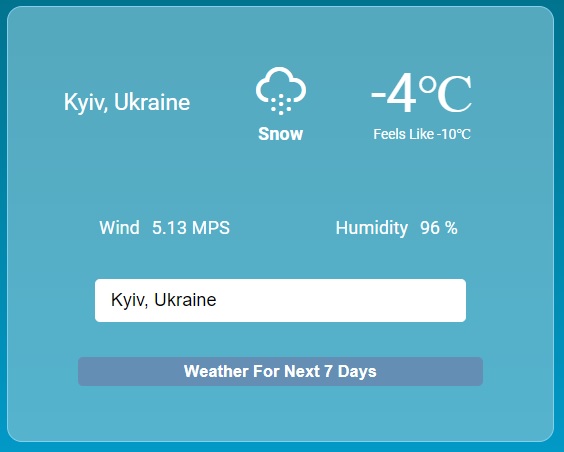 Kyiv, Ukraine
Snow
-4°C
Feels Like -10°C
Wind 5.13 MPS
Humidity 96 %
Kyiv, Ukraine
Weather For Next 7 Days